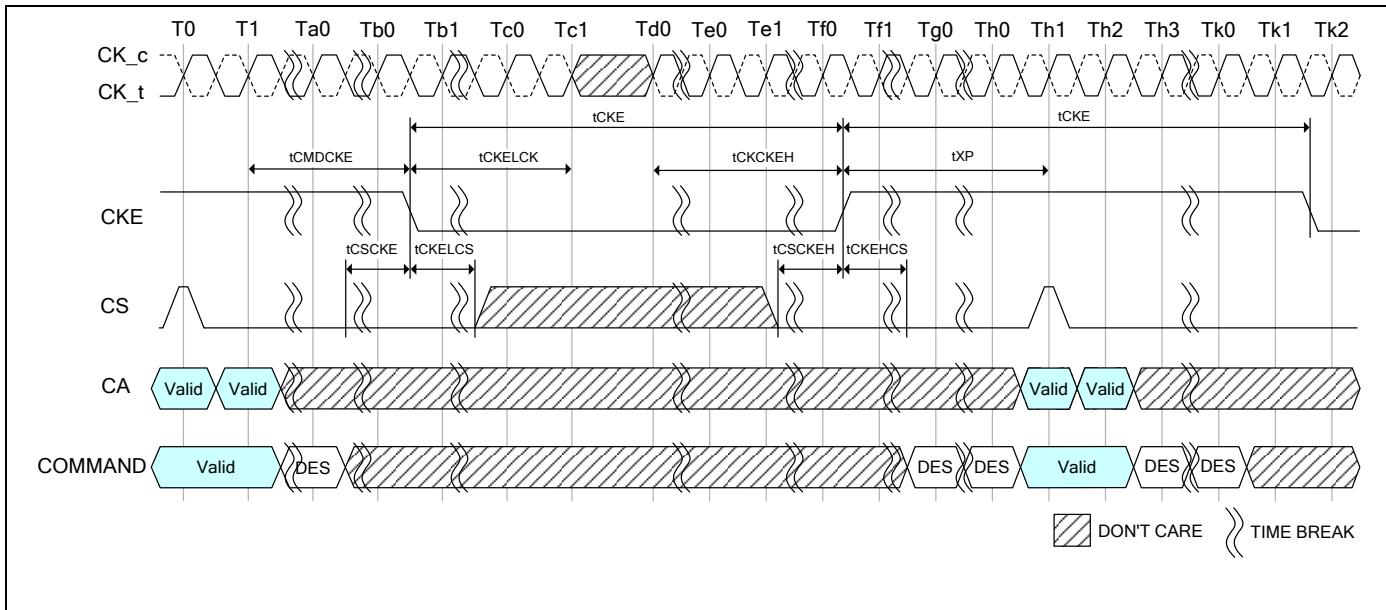 T0 T1 Ta0 Tb0 Tb1 Tc0 Tc1 Td0 Te0 Te1 Tf0 Tf1 Tg0 Th0 Th1 Th2 Th3 Tk0 Tk1 Tk2
CK_c
CK_t
tCKE tCKE
tCMDCKE tCKELCK tCKCKEH tXP
CKE
tCSCKE tCKELCS tCSCKEH tCKEHCS
CS
CA Valid Valid Valid Valid
COMMAND Valid DES DES DES Valid DES DES
DON'T CARE TIME BREAK